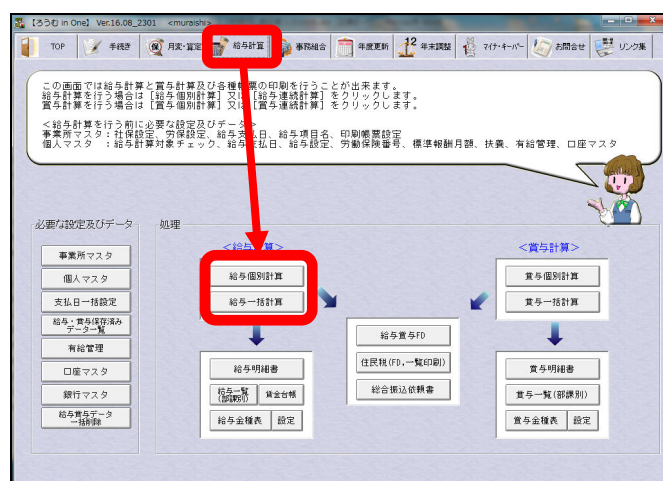 【ろうむ in One】 Ver.16.08_2301 <muraishi>
TOP 手続き 月変・算定 給与計算 事務組合 年度更新 年末調整 マイナ・キーパー お問合せ リンク集
この画面では給与計算と賞与計算及び各種帳票の印刷を行うことが出来ます。
給与計算を行う場合は [給与個別計算] 又は [給与連続計算] をクリックします。
賞与計算を行う場合は [賞与個別計算] 又は [賞与連続計算] をクリックします。
<給与計算を行う前に必要な設定及びデータ>
事業所マスタ:社保設定、労保設定、給与支払日、給与項目名、印刷帳票設定
個人マスタ :給与計算対象チェック、給与支払日、給与設定、労働保険番号、標準報酬月額、扶養、有給管理、口座マスタ
必要な設定及びデータ
事業所マスタ
個人マスタ
支払日一括設定
給与・賞与保存済み
データ一覧
有給管理
口座マスタ
銀行マスタ
給与賞与データ
一括削除
処理
<給与計算>
給与個別計算
給与一括計算
給与明細書
給与一覧
(部課別)
賃金台帳
給与金種表 設定
給与賞与FD
住民税(FD,一覧印刷)
総合振込依頼書
<賞与計算>
賞与個別計算
賞与一括計算
賞与明細書
賞与一覧(部課別)
賞与金種表 設定